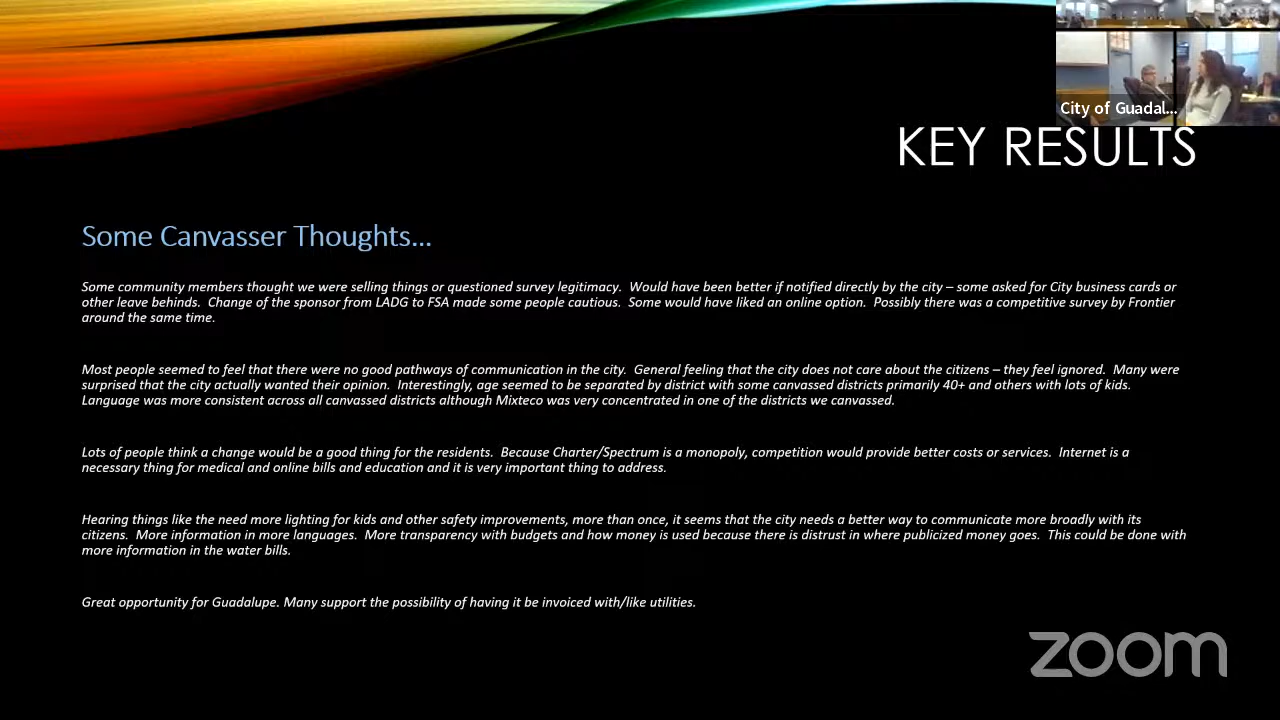 City of Guadal...
KEY RESULTS
Some Canvasser Thoughts...
Some community members thought we were selling things or questioned survey legitimacy.  Would have been better if notified directly by the city – some asked for City business cards or
other leave behinds.  Change of the sponsor from LADG to FSA made some people cautious.  Some would have liked an online option.  Possibly there was a competitive survey by Frontier
around the same time.
Most people seemed to feel that there were no good pathways of communication in the city.  General feeling that the city does not care about the citizens – they feel ignored.  Many were
surprised that the city actually wanted their opinion.  Interestingly, age seemed to be separated by district with some canvassed districts primarily 40+ and others with lots of kids.
Language was more consistent across all canvassed districts although Mixteco was very concentrated in one of the districts we canvassed.
Lots of people think a change would be a good thing for the residents.  Because Charter/Spectrum is a monopoly, competition would provide better costs or services.  Internet is a
necessary thing for medical and online bills and education and it is very important thing to address.
Hearing things like the need more lighting for kids and other safety improvements, more than once, it seems that the city needs a better way to communicate more broadly with its
citizens.  More information in more languages.  More transparency with budgets and how money is used because there is distrust in where publicized money goes.  This could be done with
more information in the water bills.
Great opportunity for Guadalupe. Many support the possibility of having it be invoiced with/like utilities.
zoom